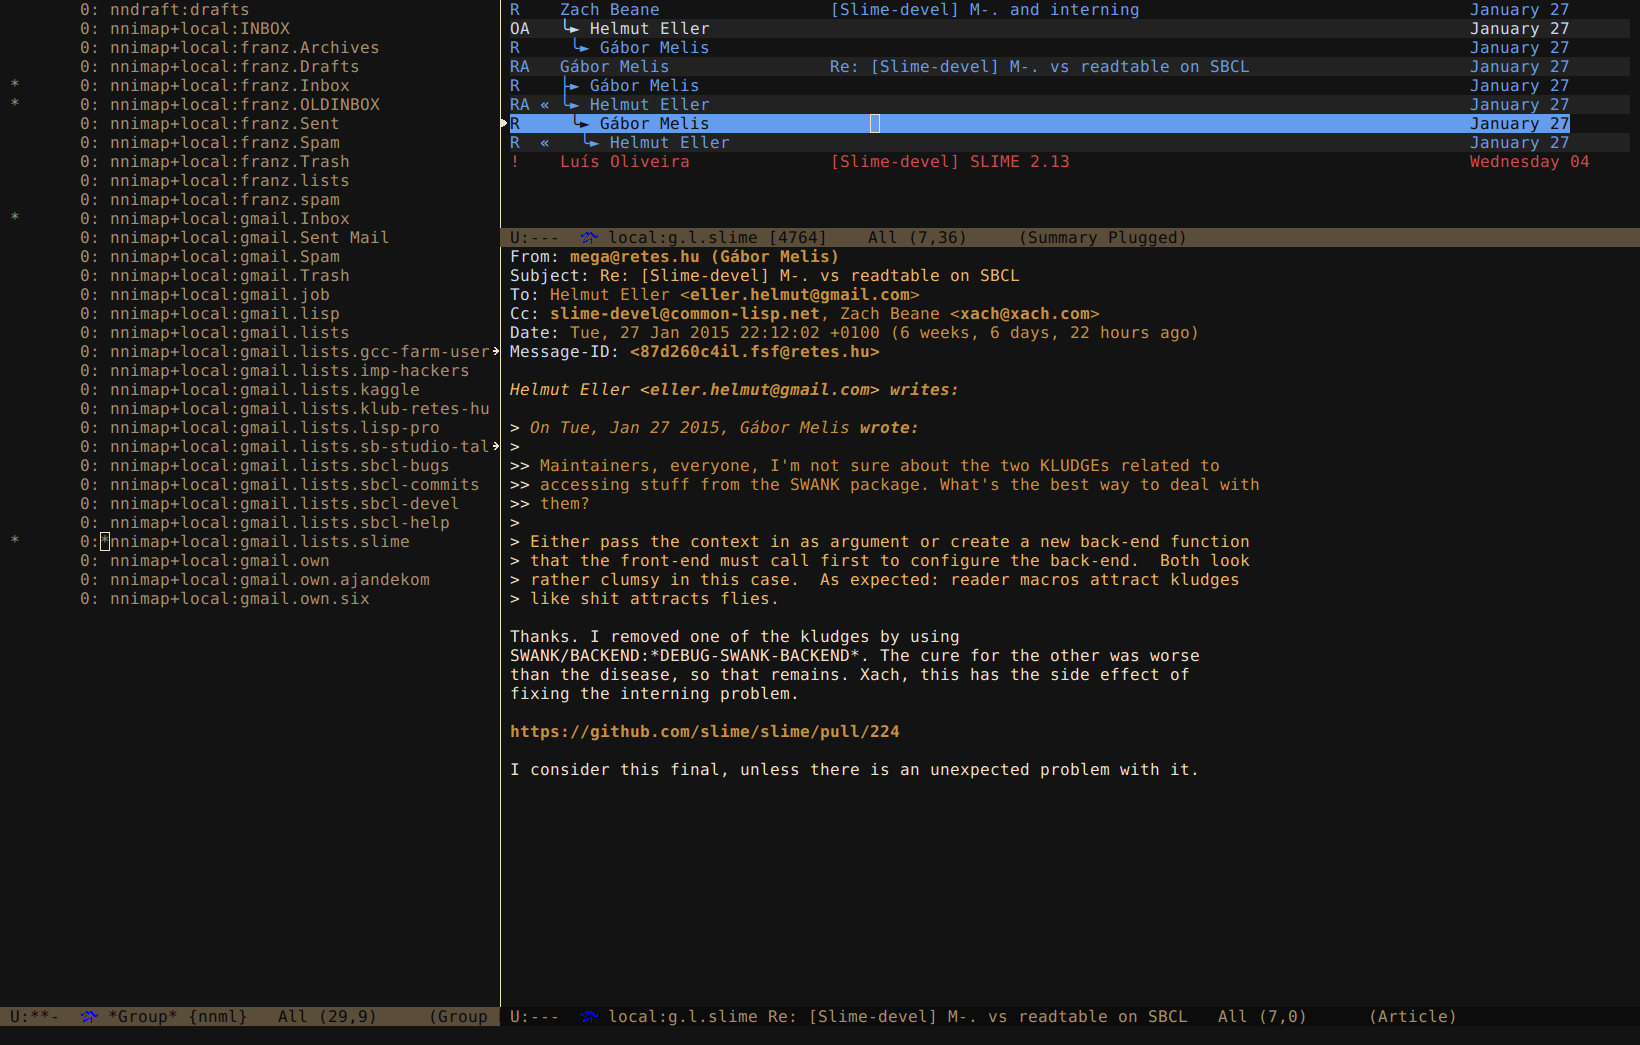 0: nndraft:drafts
0: nnimap+local:INBOX
0: nnimap+local:franz.Archives
0: nnimap+local:franz.Drafts
* 0: nnimap+local:franz.Inbox
* 0: nnimap+local:franz.OLDINBOX
0: nnimap+local:franz.Sent
0: nnimap+local:franz.Spam
0: nnimap+local:franz.Trash
0: nnimap+local:franz.lists
0: nnimap+local:franz.spam
* 0: nnimap+local:gmail.Inbox
0: nnimap+local:gmail.Sent Mail
0: nnimap+local:gmail.Spam
0: nnimap+local:gmail.Trash
0: nnimap+local:gmail.job
0: nnimap+local:gmail.lisp
0: nnimap+local:gmail.lists
0: nnimap+local:gmail.lists.gcc-farm-user
0: nnimap+local:gmail.lists.imp-hackers
0: nnimap+local:gmail.lists.kaggle
0: nnimap+local:gmail.lists.klub-retes-hu
0: nnimap+local:gmail.lists.lisp-pro
0: nnimap+local:gmail.lists.sb-studio-tal
0: nnimap+local:gmail.lists.sbcl-bugs
0: nnimap+local:gmail.lists.sbcl-commits
0: nnimap+local:gmail.lists.sbcl-devel
0: nnimap+local:gmail.lists.sbcl-help
* 0:*nnimap+local:gmail.lists.slime
0: nnimap+local:gmail.own
0: nnimap+local:gmail.own.ajandekom
0: nnimap+local:gmail.own.six
U:**- *Group* {nnml} All (29,9) (Group
R Zach Beane [Slime-devel] M-. and interning January 27
OA ╰► Helmut Eller January 27
R ╰► Gábor Melis January 27
RA Gábor Melis Re: [Slime-devel] M-. vs readtable on SBCL January 27
R ├► Gábor Melis January 27
RA « ╰► Helmut Eller January 27
R ╰► Gábor Melis January 27
R « ╰► Helmut Eller January 27
! Luís Oliveira [Slime-devel] SLIME 2.13 Wednesday 04
U:--- local:g.l.slime [4764] All (7,36) (Summary Plugged)
From: mega@retes.hu (Gábor Melis)
Subject: Re: [Slime-devel] M-. vs readtable on SBCL
To: Helmut Eller <eller.helmut@gmail.com>
Cc: slime-devel@common-lisp.net, Zach Beane <xach@xach.com>
Date: Tue, 27 Jan 2015 22:12:02 +0100 (6 weeks, 6 days, 22 hours ago)
Message-ID: <87d260c4il.fsf@retes.hu>
Helmut Eller <eller.helmut@gmail.com> writes:
> On Tue, Jan 27 2015, Gábor Melis wrote:
>
>> Maintainers, everyone, I'm not sure about the two KLUDGEs related to
>> accessing stuff from the SWANK package. What's the best way to deal with
>> them?
>
> Either pass the context in as argument or create a new back-end function
> that the front-end must call first to configure the back-end.  Both look
> rather clumsy in this case.  As expected: reader macros attract kludges
> like shit attracts flies.
Thanks. I removed one of the kludges by using
SWANK/BACKEND:*DEBUG-SWANK-BACKEND*. The cure for the other was worse
than the disease, so that remains. Xach, this has the side effect of
fixing the interning problem.
https://github.com/slime/slime/pull/224
I consider this final, unless there is an unexpected problem with it.
U:--- local:g.l.slime Re: [Slime-devel] M-. vs readtable on SBCL All (7,0) (Article)